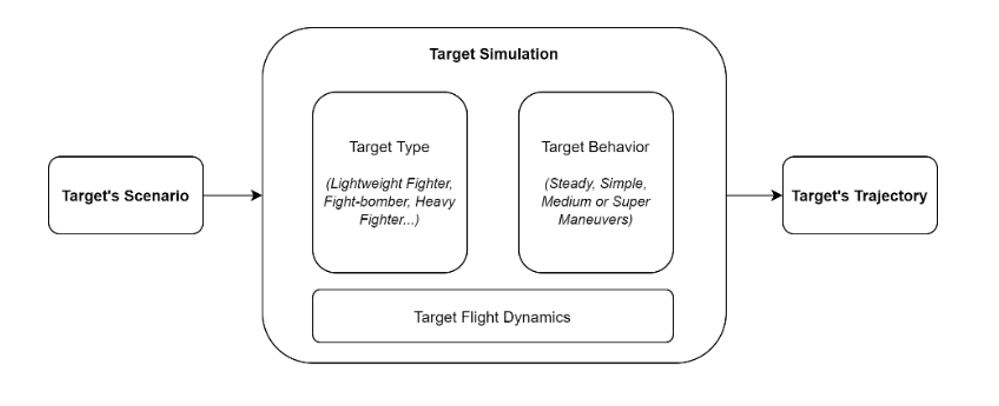 Target Simulation
Target Type
(Lightweight Fighter,
Fight-bomber, Heavy
Fighter...)
Target Behavior
(Steady, Simple,
Medium or Super
Maneuvers)
Target's Scenario
Target's Trajectory
Target Flight Dynamics